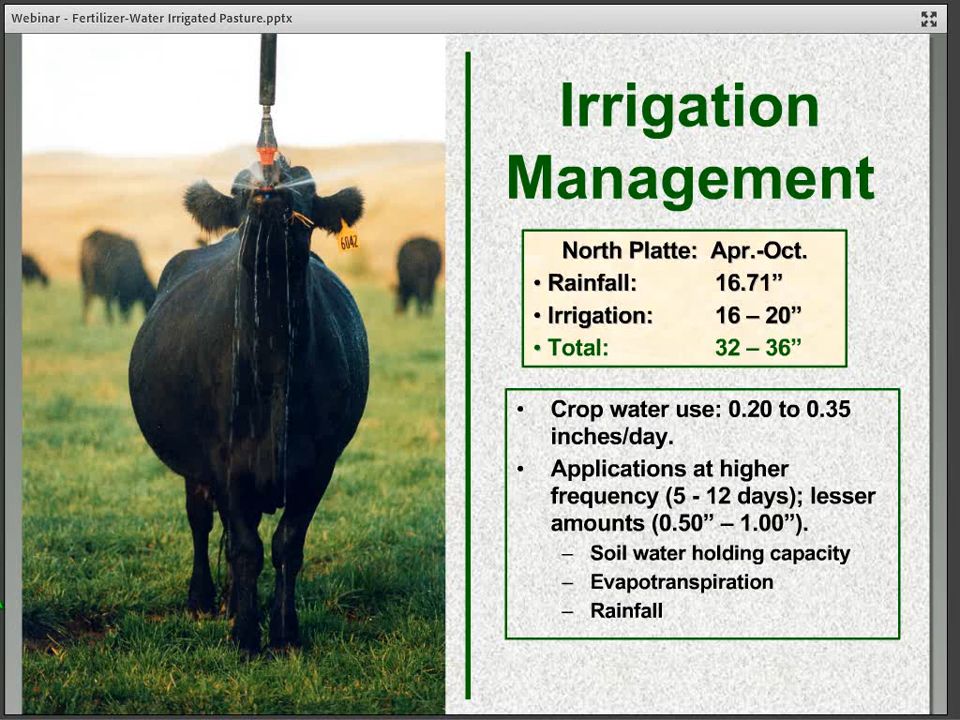 Webinar - Fertilizer-Water Irrigated Pasture.pptx
Irrigation
Management
North Platte: Apr.-Oct.
• Rainfall: 16.71”
• Irrigation: 16 – 20”
• Total: 32 – 36”
• Crop water use: 0.20 to 0.35
inches/day.
• Applications at higher
frequency (5 - 12 days); lesser
amounts (0.50” – 1.00”).
– Soil water holding capacity
– Evapotranspiration
– Rainfall
6042